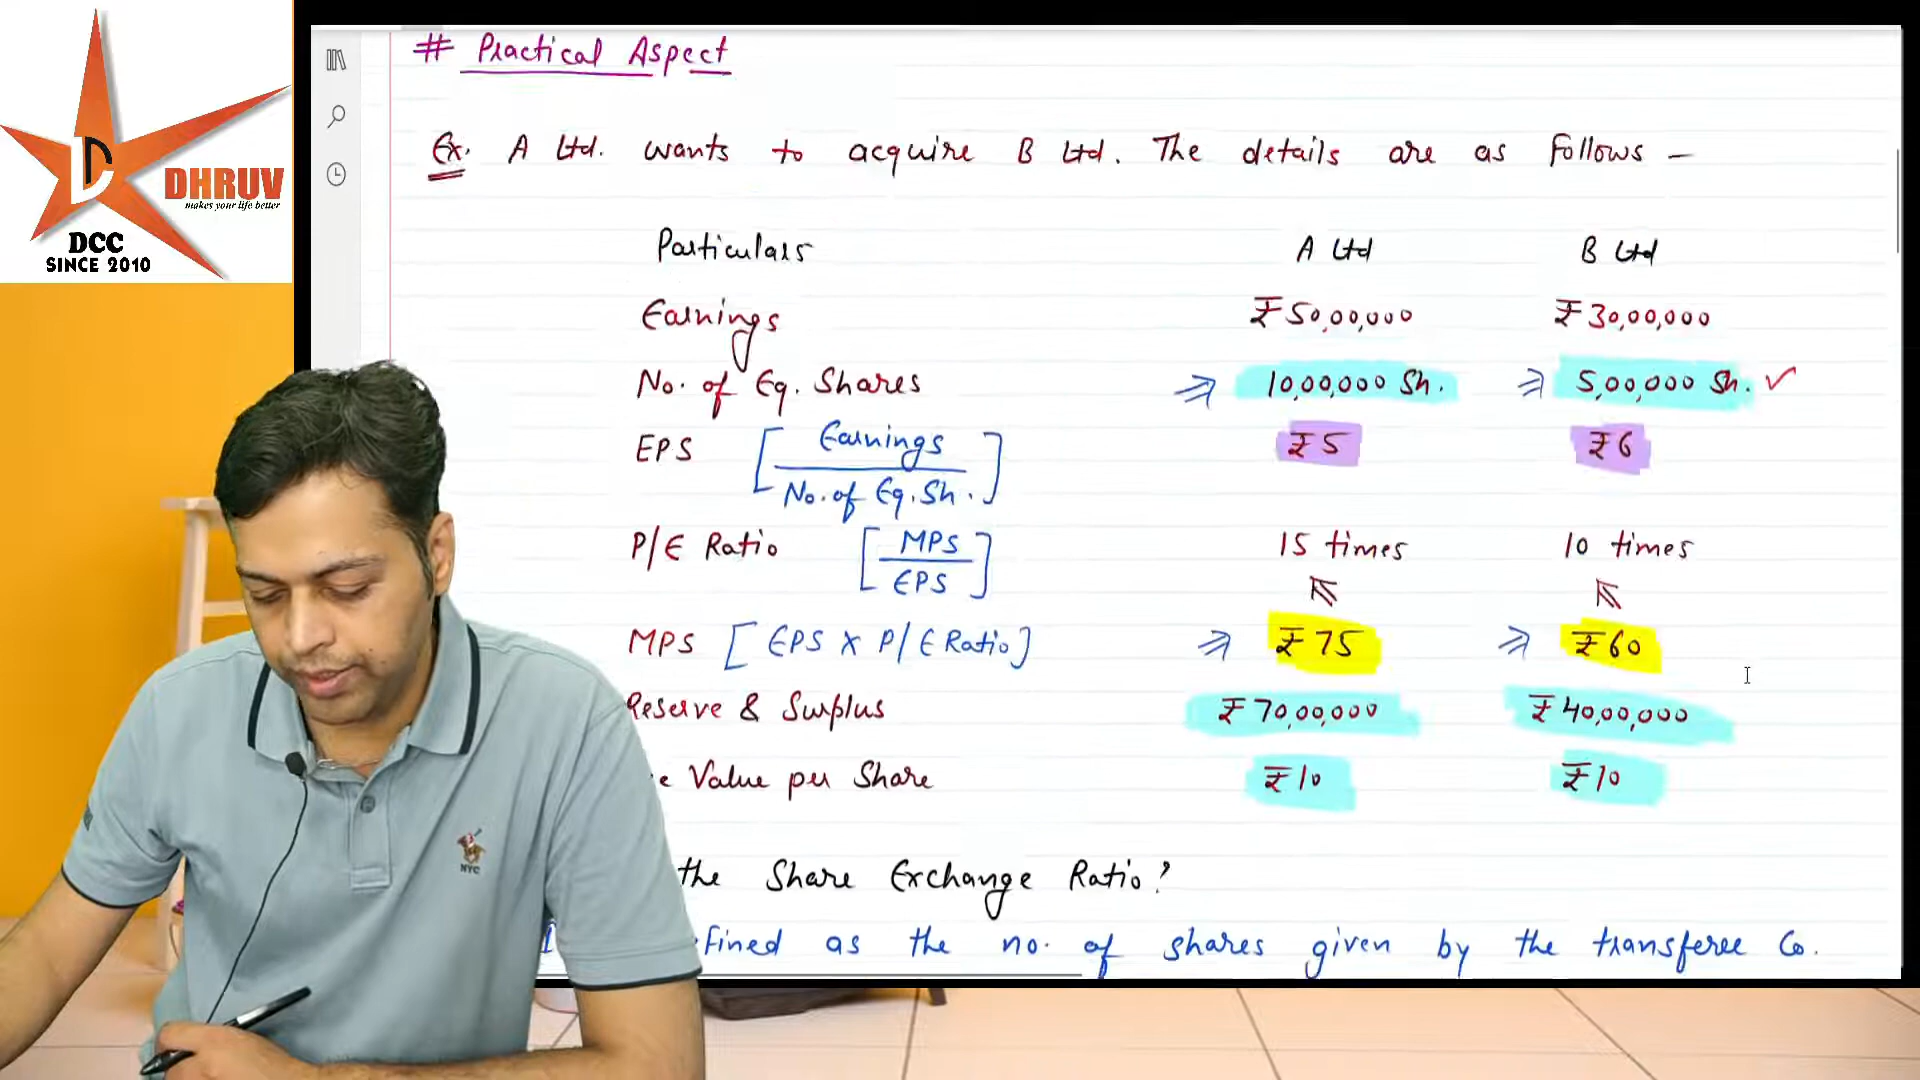 D
DHRUV
makes your life better
DCC
SINCE 2010
# Practical Aspect
Ex. A Ltd. wants to acquire B Ltd. The details are as follows –
Particulars A Ltd B Ltd
Earnings ₹50,00,000 ₹30,00,000
No. of Eq. Shares ⇒ 10,00,000 Sh. ⇒ 5,00,000 Sh. ✓
EPS [Earnings / No. of Eq. Sh.] ₹5 ₹6
P/E Ratio [MPS / EPS] 15 times 10 times
MPS [EPS X P/E Ratio] ⇒ ₹75 ⇒ ₹60
Reserve & Surplus ₹70,00,000 ₹40,00,000
Value per Share ₹10 ₹10
the Share Exchange Ratio?
fined as the no. of shares given by the transferee Co.
NYC